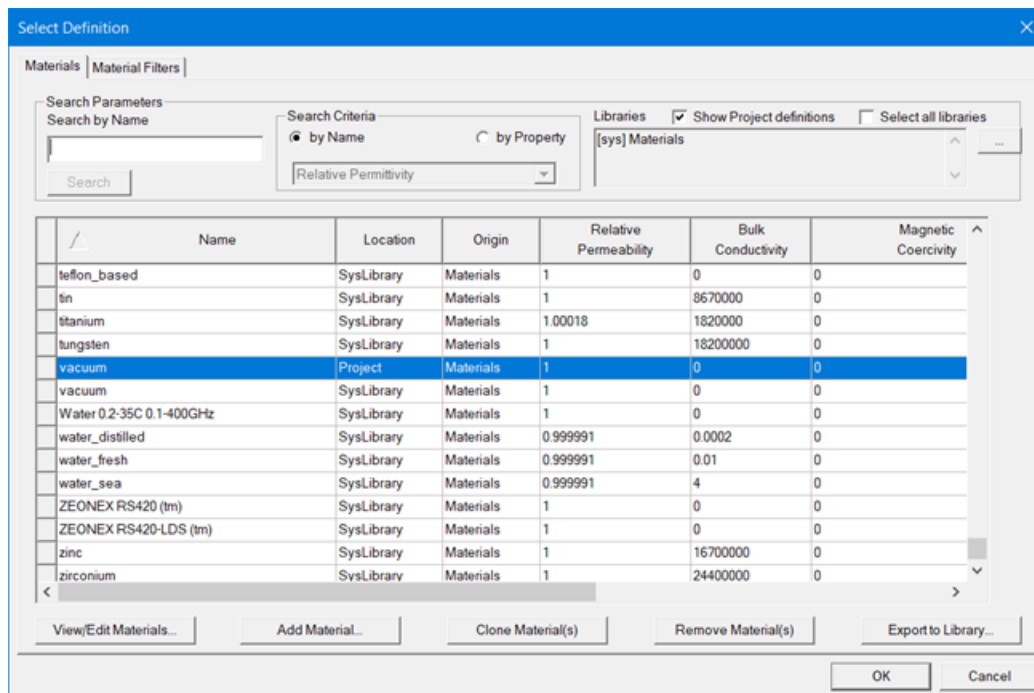 Select Definition
Materials Material Filters
Search Parameters
Search by Name
Search
Search Criteria
by Name by Property
Relative Permittivity
Libraries Show Project definitions Select all libraries
[sys] Materials
...
Name Location Origin Relative Permeability Bulk Conductivity Magnetic Coercivity
teflon_based SysLibrary Materials 1 0 0
tin SysLibrary Materials 1 8670000 0
titanium SysLibrary Materials 1.00018 1820000 0
tungsten SysLibrary Materials 1 18200000 0
vacuum Project Materials 1 0 0
vacuum SysLibrary Materials 1 0 0
Water 0.2-35C 0.1-400GHz SysLibrary Materials 1 0 0
water_distilled SysLibrary Materials 0.999991 0.0002 0
water_fresh SysLibrary Materials 0.999991 0.01 0
water_sea SysLibrary Materials 0.999991 4 0
ZEONEX RS420 (tm) SysLibrary Materials 1 0 0
ZEONEX RS420-LDS (tm) SysLibrary Materials 1 0 0
zinc SysLibrary Materials 1 16700000 0
zirconium SysLibrary Materials 1 24400000 0
View/Edit Materials... Add Material... Clone Material(s) Remove Material(s) Export to Library...
OK Cancel